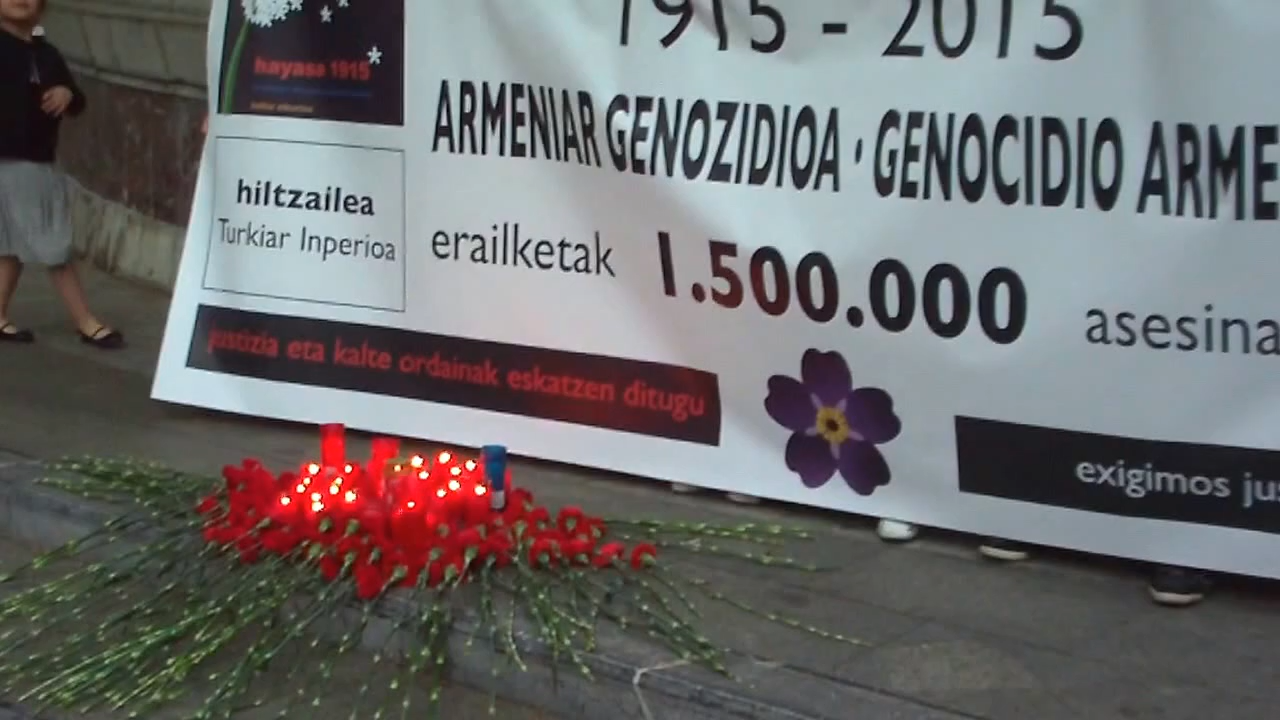 1915 - 2015
hayasa 1915
ARMENIAR GENOZIDIOA · GENOCIDIO ARME
hiltzailea
Turkiar Inperioa
erailketak 1.500.000 asesina
justizia eta kalte ordainak eskatzen ditugu
exigimos jus